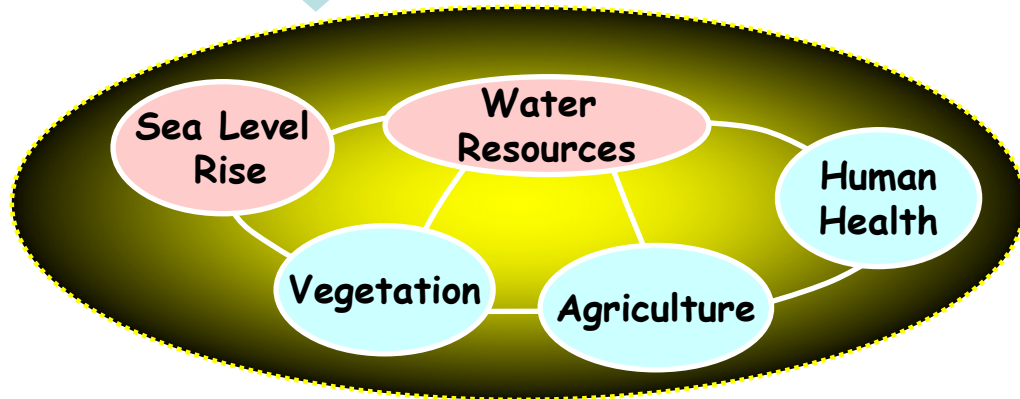 Sea Level
Rise
Water
Resources
Human
Health
Vegetation
Agriculture